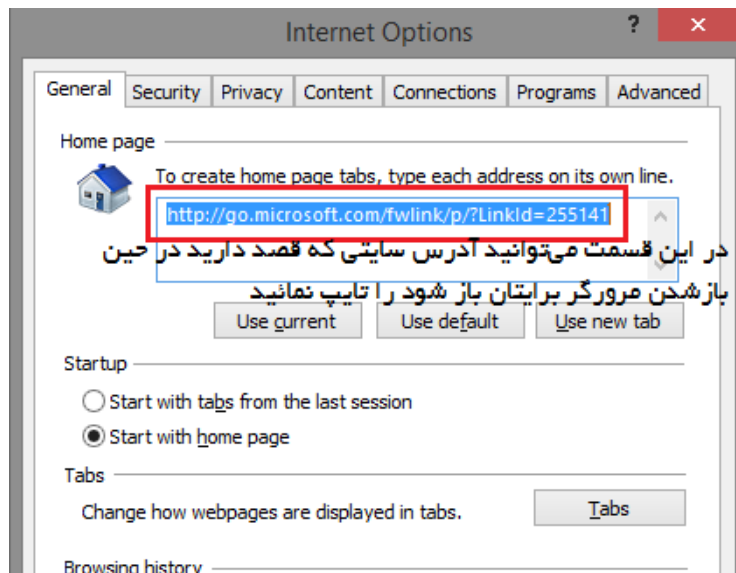 Internet Options
?
×
General Security Privacy Content Connections Programs Advanced
Home page
To create home page tabs, type each address on its own line.
http://go.microsoft.com/fwlink/p/?LinkId=255141
در این قسمت می‌توانید آدرس سایتی که قصد دارید در حین
بازشدن مرورگر برایتان باز شود را تایپ نمائید
Use current Use default Use new tab
Startup
Start with tabs from the last session
Start with home page
Tabs
Change how webpages are displayed in tabs. Tabs
Browsing history